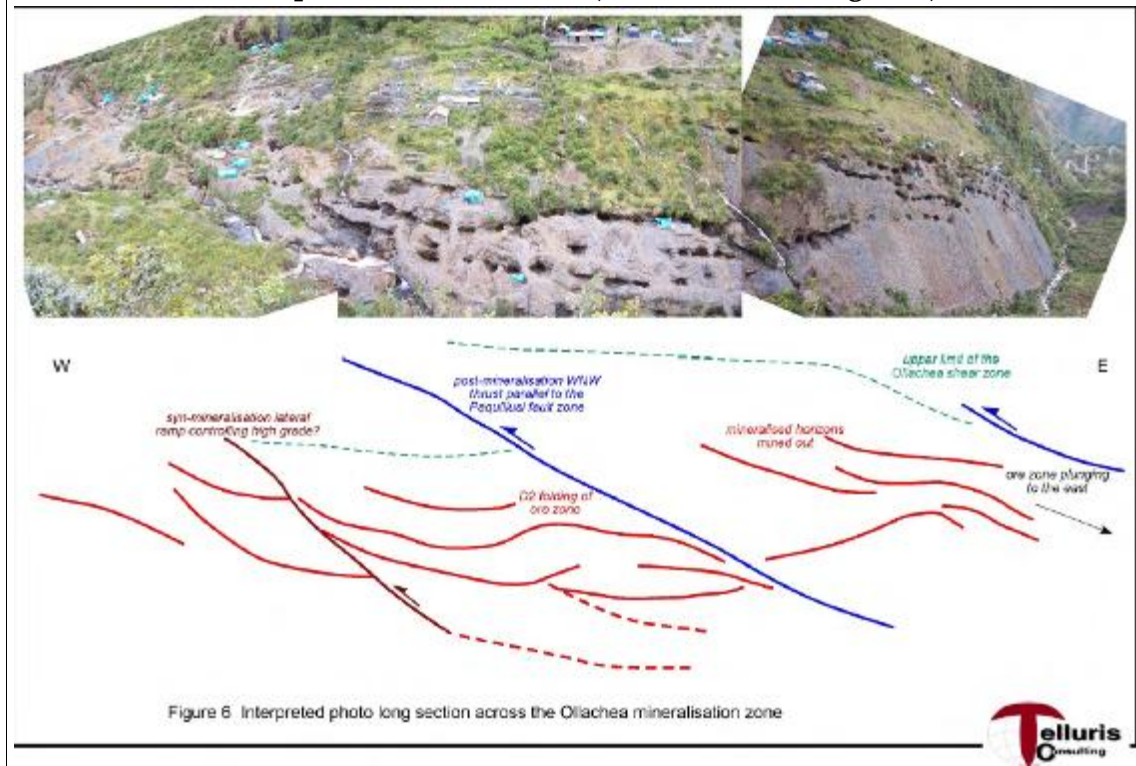 W
E
upper limit of the
Ollachea shear zone
post-mineralisation WNW
thrust parallel to the
fault zone
syn-mineralisation lateral
ramp controlling high grade?
mineralised horizons
mined out
ore zone plunging
to the east
D2 folding of
ore zone
Figure 6 Interpreted photo long section across the Ollachea mineralisation zone
Telluris
Consulting